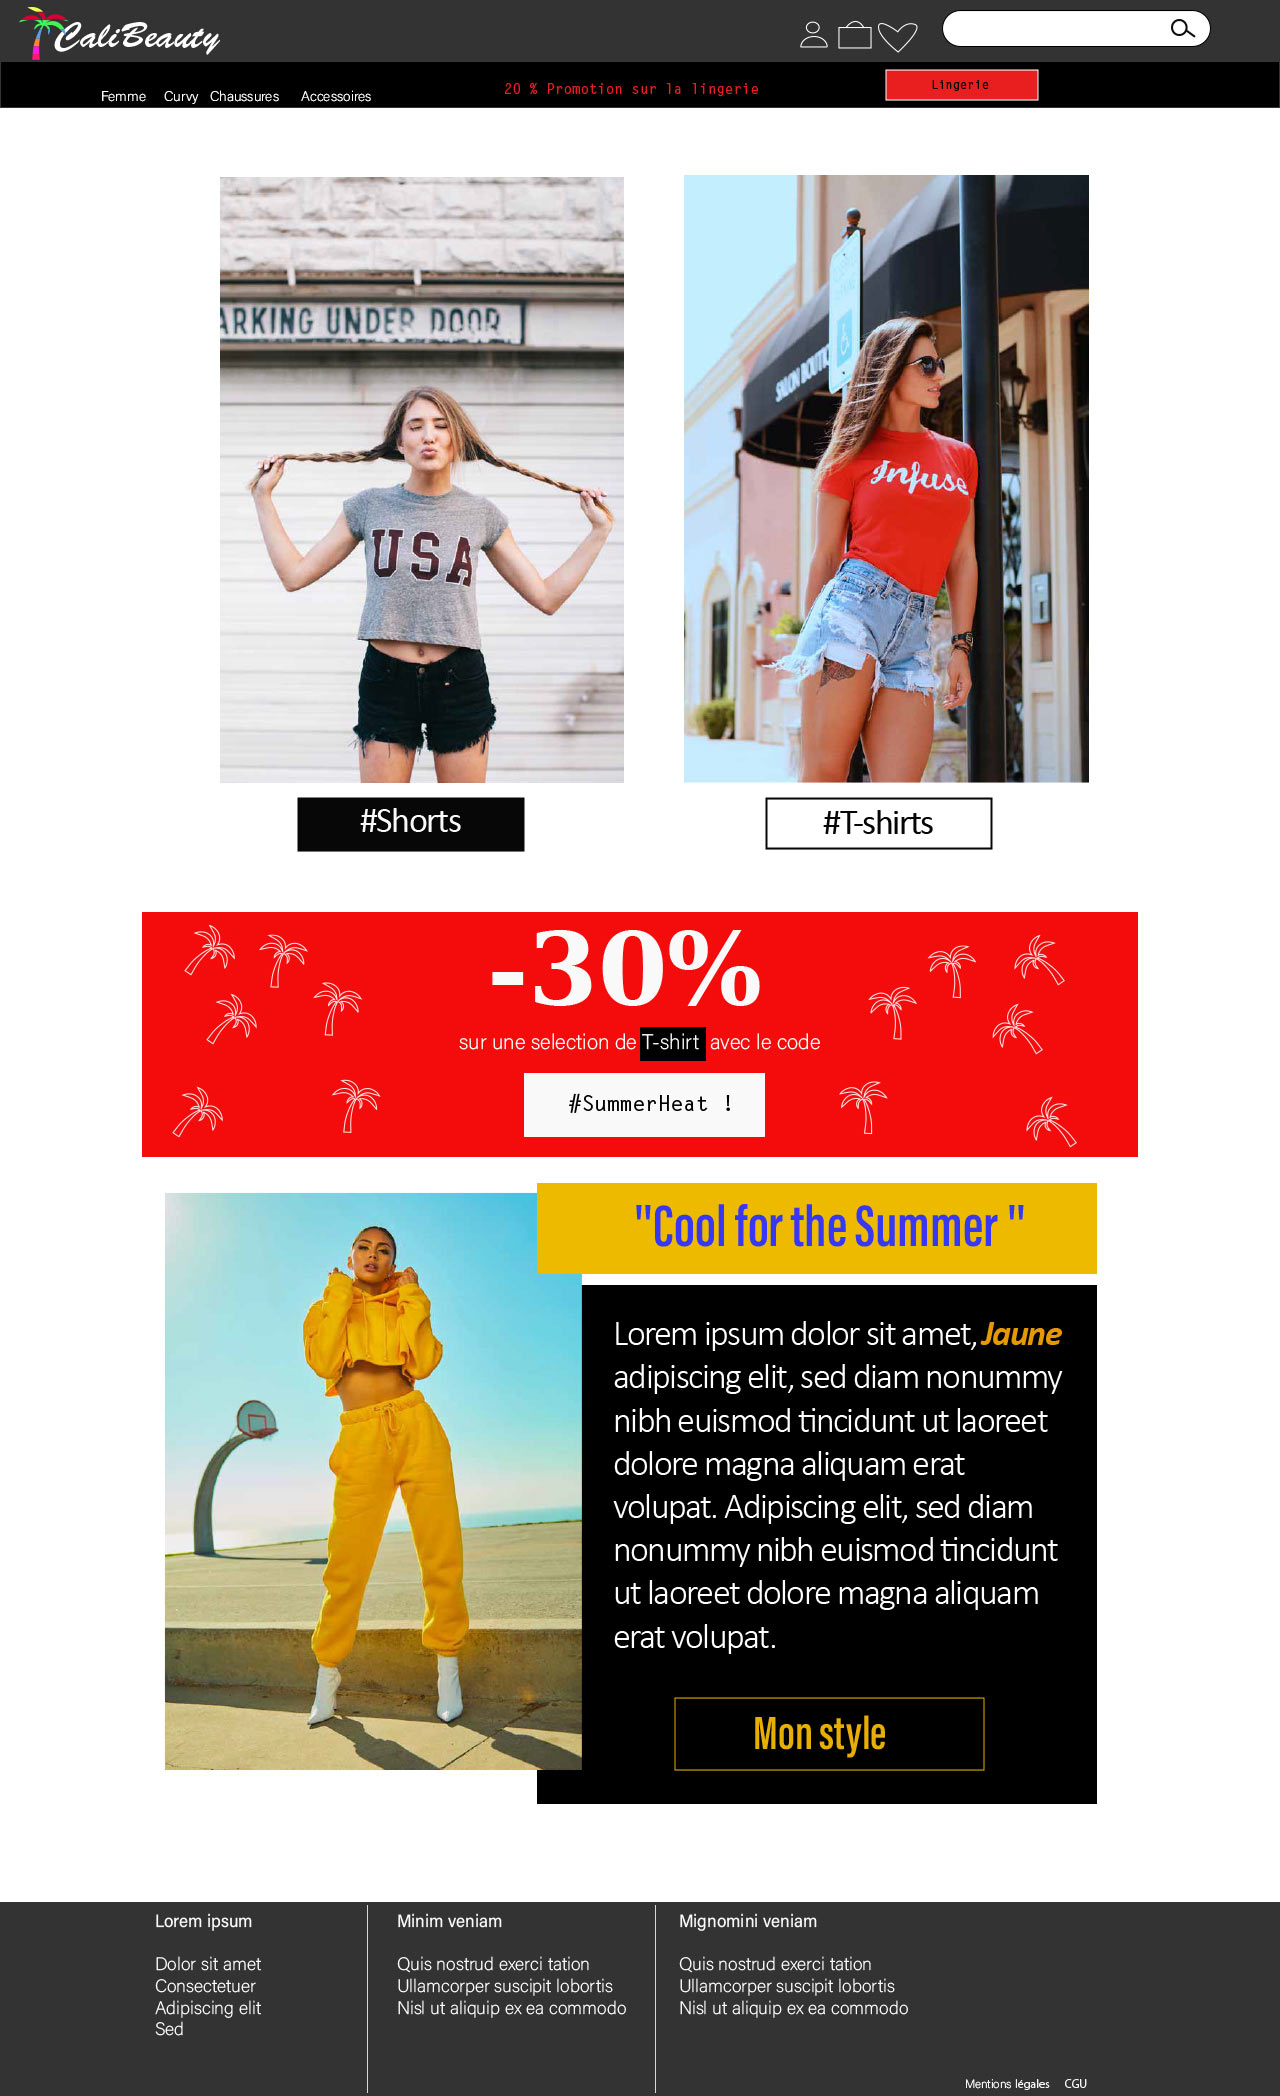 CaliBeauty
Femme Curvy Chaussures Accessoires
20 % Promotion sur la lingerie
Lingerie
ARKING UNDER DOOR
USA
SALON BOUTI
Infuse
#Shorts
#T-shirts
-30%
sur une selection de T-shirt avec le code
#SummerHeat !
"Cool for the Summer "
Lorem ipsum dolor sit amet, Jaune
adipiscing elit, sed diam nonummy
nibh euismod tincidunt ut laoreet
dolore magna aliquam erat
volupat. Adipiscing elit, sed diam
nonummy nibh euismod tincidunt
ut laoreet dolore magna aliquam
erat volupat.
Mon style
Lorem ipsum
Dolor sit amet
Consectetuer
Adipiscing elit
Sed
Minim veniam
Quis nostrud exerci tation
Ullamcorper suscipit lobortis
Nisl ut aliquip ex ea commodo
Mignomini veniam
Quis nostrud exerci tation
Ullamcorper suscipit lobortis
Nisl ut aliquip ex ea commodo
Mentions légales CGU